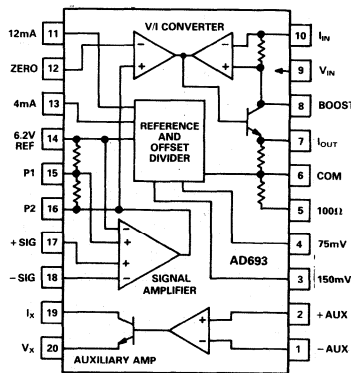 V/I CONVERTER
12mA 11
ZERO 12
4mA 13
6.2V REF 14
P1 15
P2 16
+SIG 17
−SIG 18
IX 19
VX 20
10 IIN
9 VIN
8 BOOST
7 IOUT
6 COM
5 100Ω
4 75mV
3 150mV
2 +AUX
1 −AUX
REFERENCE
AND
OFFSET
DIVIDER
SIGNAL
AMPLIFIER
AD693
AUXILIARY AMP
− + − + − + − + + −